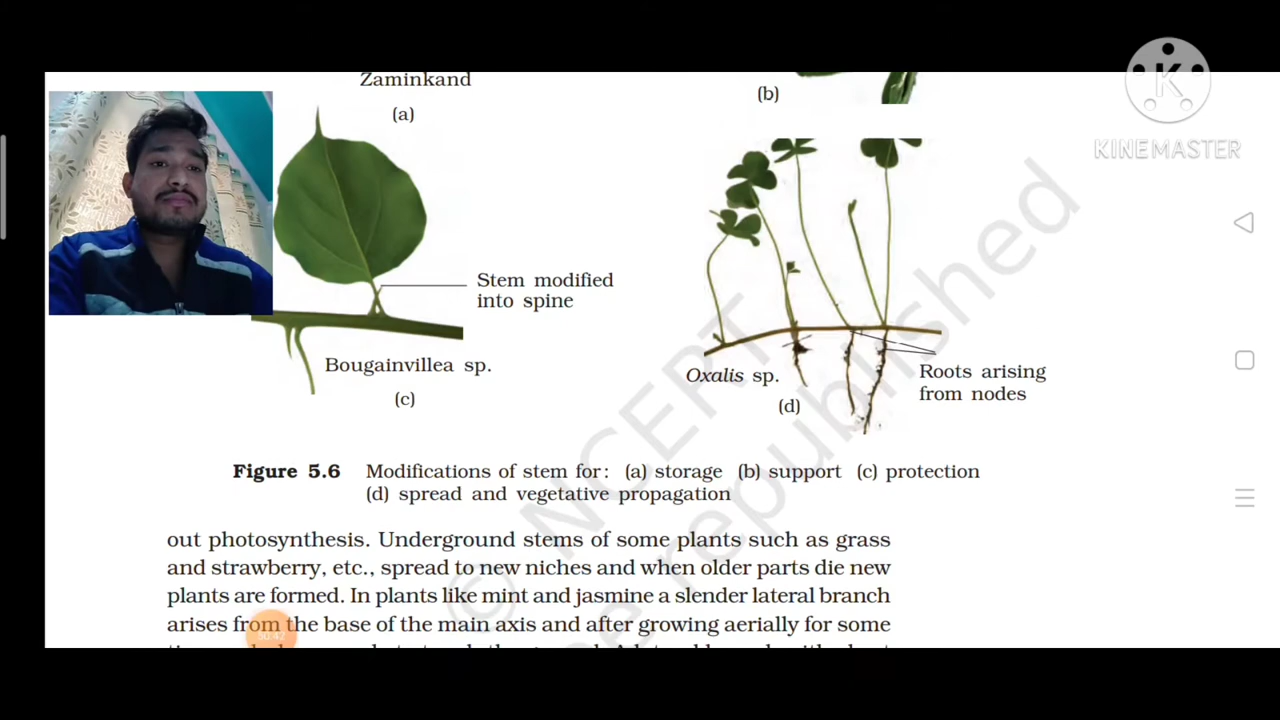 Zaminkand
(a)
(b)
KINEMASTER
Stem modified
into spine
Bougainvillea sp.
(c)
Oxalis sp.
(d)
Roots arising
from nodes
Figure 5.6 Modifications of stem for: (a) storage (b) support (c) protection
(d) spread and vegetative propagation
out photosynthesis. Underground stems of some plants such as grass
and strawberry, etc., spread to new niches and when older parts die new
plants are formed. In plants like mint and jasmine a slender lateral branch
arises from the base of the main axis and after growing aerially for some
50:42
© NCERT
republished